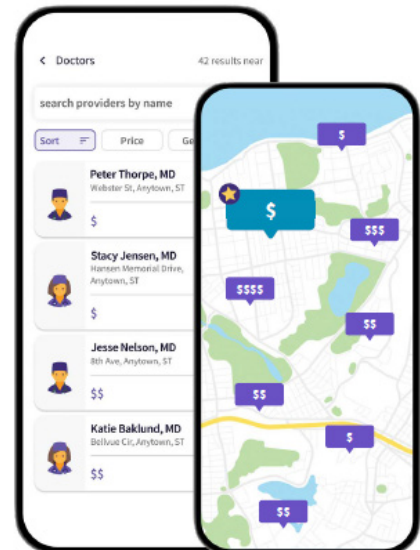 < Doctors 42 results near
search providers by name
Sort Price Ge
Peter Thorpe, MD
Webster St, Anytown, ST
$
Stacy Jensen, MD
Hansen Memorial Drive,
Anytown, ST
$
Jesse Nelson, MD
8th Ave, Anytown, ST
$$
Katie Baklund, MD
Bellvue Cir, Anytown, ST
$$
$
$
$$$
$$$$
$$
$$
$
$$